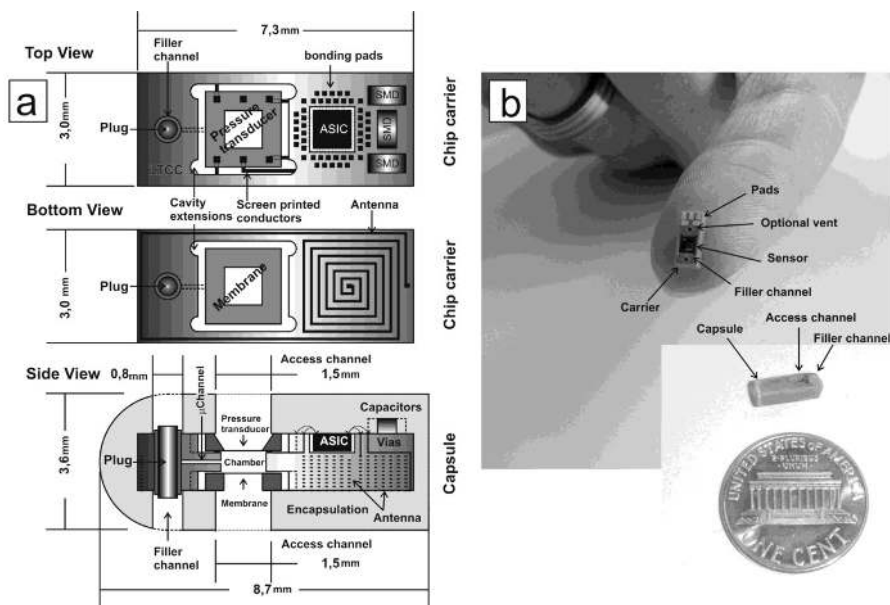 a
7,3mm
Filler
channel
bonding pads
Top View
3,0mm
Plug
Pressure
transducer
ASIC
SMD
SMD
SMD
LTCC
Chip carrier
Cavity
extensions
Screen printed
conductors
Antenna
Bottom View
3,0 mm
Plug
Membrane
Chip carrier
Side View
0,8mm
µChannel
Access channel
1,5mm
Pressure
transducer
Capacitors
3,6mm
Plug
ASIC
Vias
Chamber
Membrane
Encapsulation
Antenna
Capsule
Filler
channel
Access channel
1,5mm
8,7mm
b
Pads
Optional vent
Sensor
Filler channel
Carrier
Access channel
Capsule
Filler channel
UNITED STATES OF AMERICA
E·PLURIBUS
·UNUM·
ONE CENT